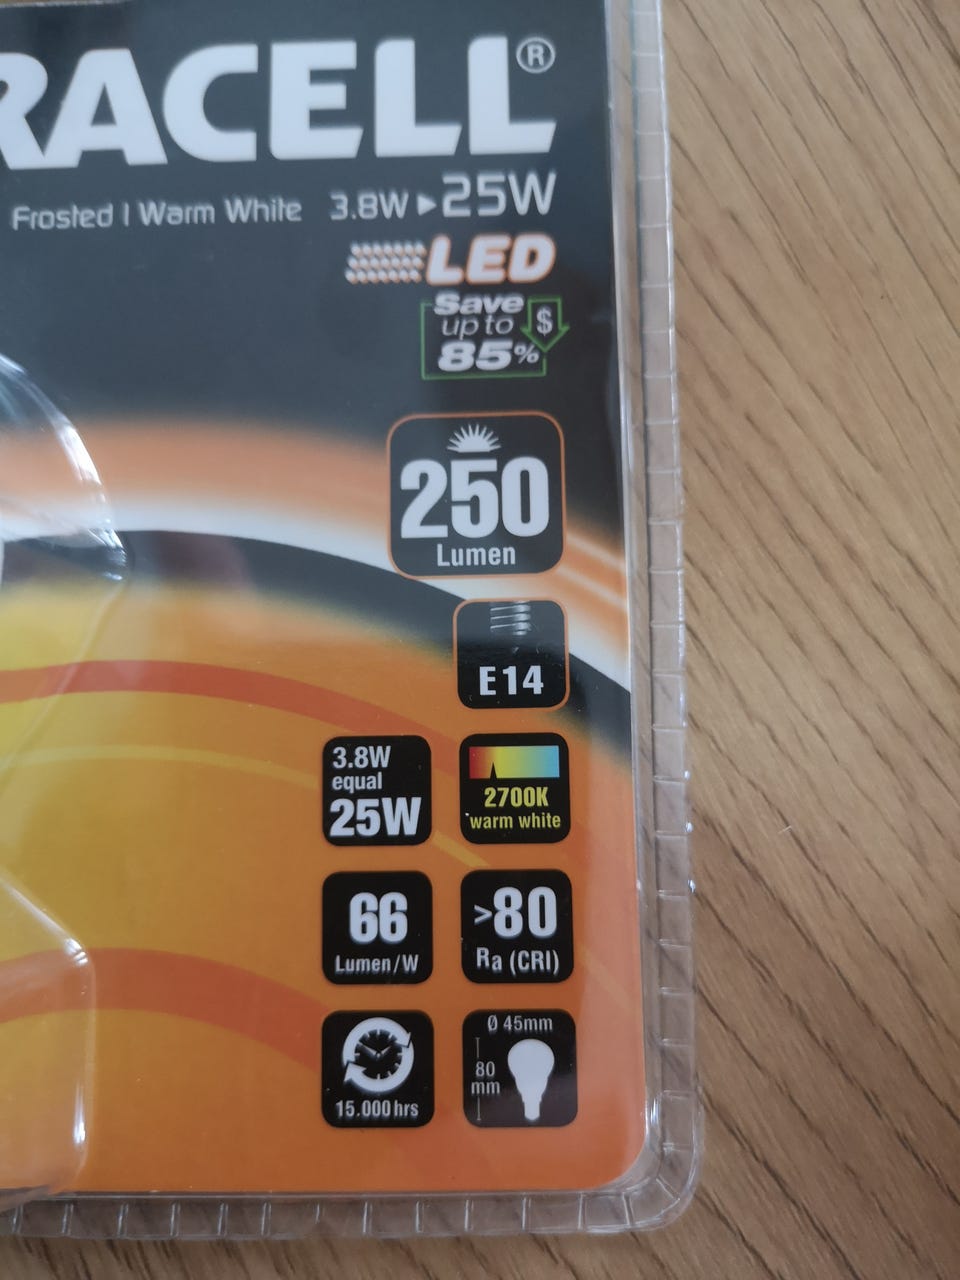 RACELL®
Frosted | Warm White 3.8W ▸ 25W
LED
Save
up to
85%
$
250
Lumen
E14
3.8W
equal
25W
2700K
warm white
66
Lumen/W
>80
Ra (CRI)
15.000 hrs
Ø 45mm
80
mm